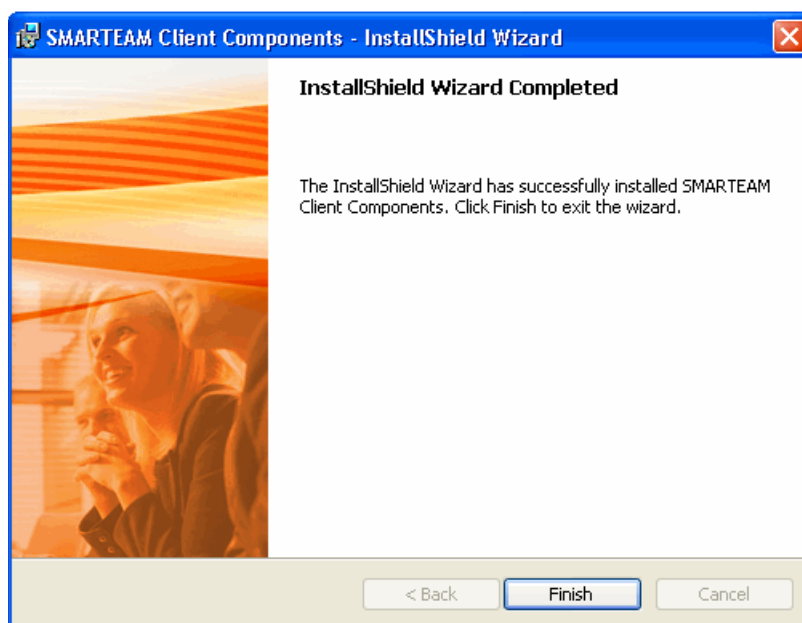 SMARTEAM Client Components - InstallShield Wizard
InstallShield Wizard Completed
The InstallShield Wizard has successfully installed SMARTEAM
Client Components. Click Finish to exit the wizard.
< Back Finish Cancel